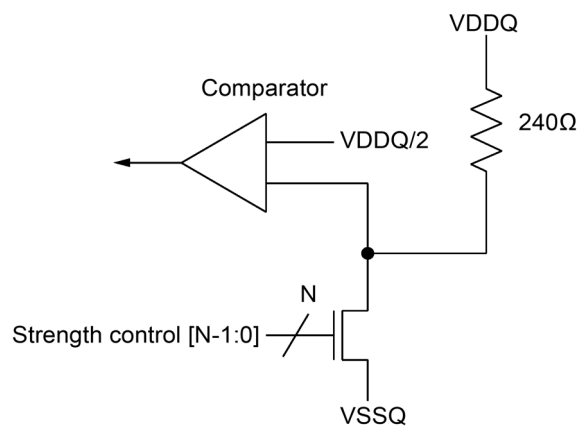 VDDQ
Comparator
240Ω
VDDQ/2
N
Strength control [N-1:0]
VSSQ